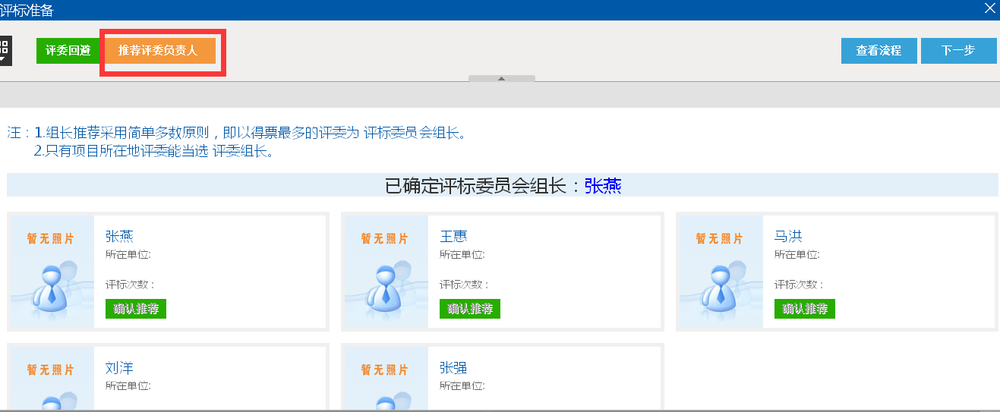 评标准备
评委回避 推荐评委负责人 查看流程 下一步
注：1.组长推荐采用简单多数原则，即以得票最多的评委为 评标委员会组长。
2.只有项目所在地评委能当选 评委组长。
已确定评标委员会组长：张燕
暂无照片
张燕
所在单位:
评标次数：
确认推荐
暂无照片
王惠
所在单位:
评标次数：
确认推荐
暂无照片
马洪
所在单位:
评标次数：
确认推荐
暂无照片
刘洋
所在单位:
暂无照片
张强
所在单位: